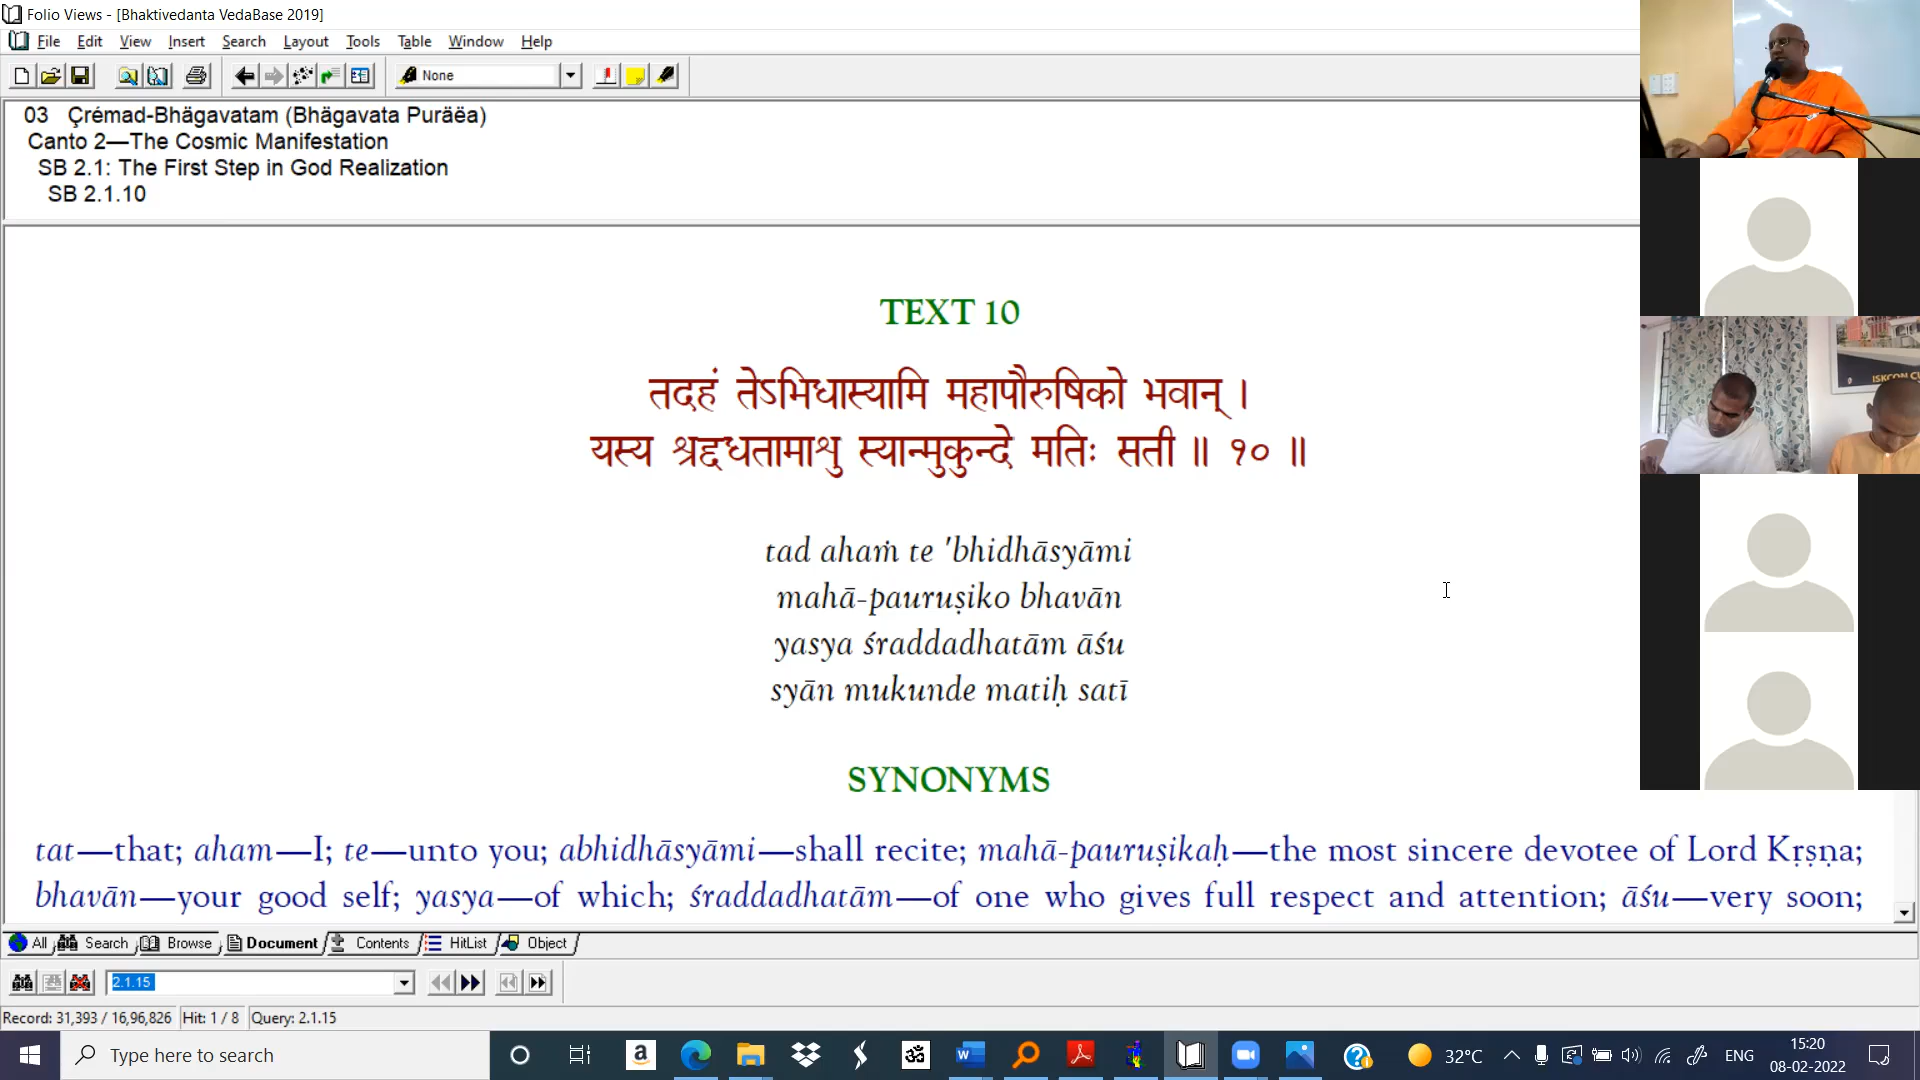 Folio Views - [Bhaktivedanta VedaBase 2019]
File Edit View Insert Search Layout Tools Table Window Help
None
03 Çrémad-Bhägavatam (Bhägavata Puräëa)
Canto 2—The Cosmic Manifestation
SB 2.1: The First Step in God Realization
SB 2.1.10
TEXT 10
तदहं तेऽभिधास्यामि महापौरुषिको भवान् ।
यस्य श्रद्दधतामाशु स्यान्मुकुन्दे मतिः सती ॥ १० ॥
tad ahaṁ te 'bhidhāsyāmi
mahā-pauruṣiko bhavān
yasya śraddadhatām āśu
syān mukunde matiḥ satī
SYNONYMS
tat—that; aham—I; te—unto you; abhidhāsyāmi—shall recite; mahā-pauruṣikaḥ—the most sincere devotee of Lord Kṛṣṇa;
bhavān—your good self; yasya—of which; śraddadhatām—of one who gives full respect and attention; āśu—very soon;
All Search Browse Document Contents HitList Object
2.1.15
Record: 31,393 / 16,96,826 Hit: 1 / 8 Query: 2.1.15
Type here to search
32°C ENG
15:20
08-02-2022